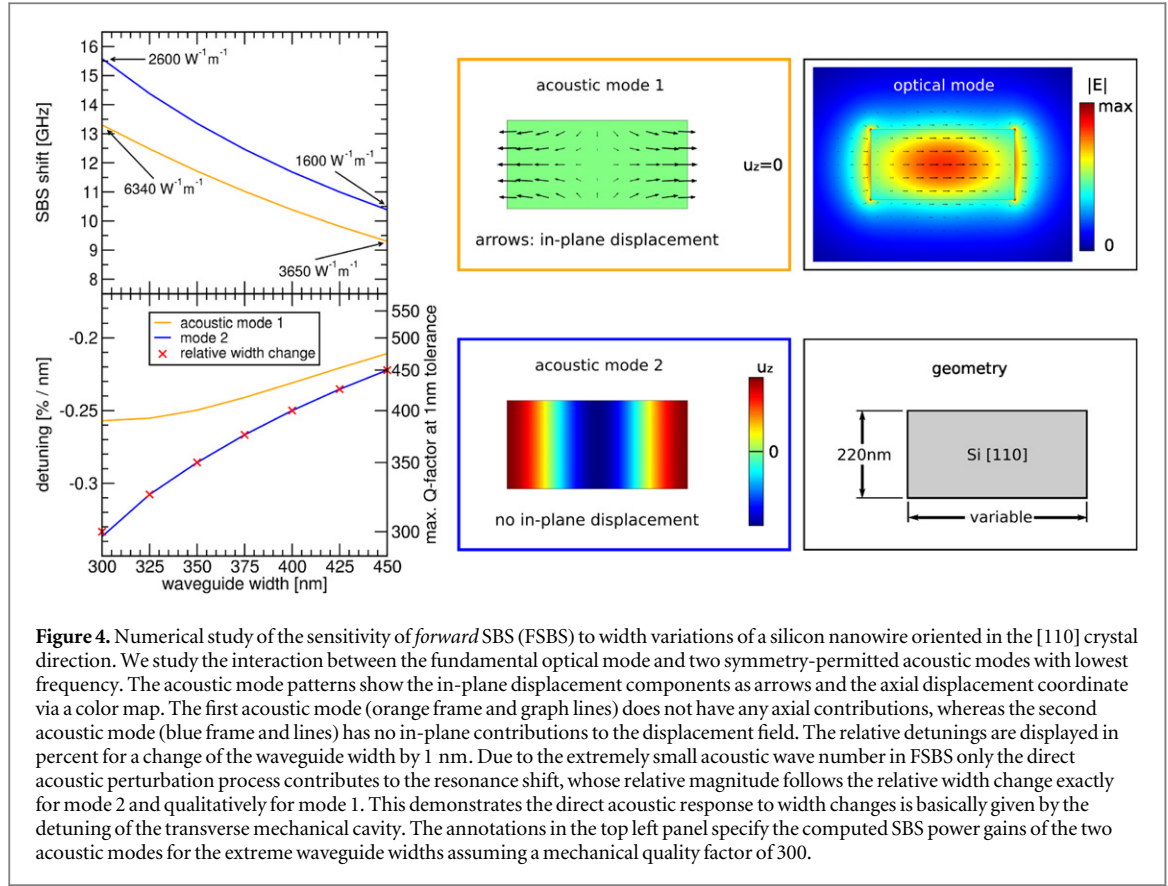 16
15
14
13
12
11
10
9
8
SBS shift [GHz]
2600 W⁻¹m⁻¹
6340 W⁻¹m⁻¹
1600 W⁻¹m⁻¹
3650 W⁻¹m⁻¹
-0.2
-0.25
-0.3
detuning [% / nm]
acoustic mode 1
mode 2
relative width change
550
500
450
400
350
300
max. Q-factor at 1nm tolerance
300 325 350 375 400 425 450
waveguide width [nm]
acoustic mode 1
u_z=0
arrows: in-plane displacement
optical mode
|E|
max
0
acoustic mode 2
u_z
0
no in-plane displacement
geometry
220nm
Si [110]
variable
Figure 4. Numerical study of the sensitivity of forward SBS (FSBS) to width variations of a silicon nanowire oriented in the [110] crystal
direction. We study the interaction between the fundamental optical mode and two symmetry-permitted acoustic modes with lowest
frequency. The acoustic mode patterns show the in-plane displacement components as arrows and the axial displacement coordinate
via a color map. The first acoustic mode (orange frame and graph lines) does not have any axial contributions, whereas the second
acoustic mode (blue frame and lines) has no in-plane contributions to the displacement field. The relative detunings are displayed in
percent for a change of the waveguide width by 1 nm. Due to the extremely small acoustic wave number in FSBS only the direct
acoustic perturbation process contributes to the resonance shift, whose relative magnitude follows the relative width change exactly
for mode 2 and qualitatively for mode 1. This demonstrates the direct acoustic response to width changes is basically given by the
detuning of the transverse mechanical cavity. The annotations in the top left panel specify the computed SBS power gains of the two
acoustic modes for the extreme waveguide widths assuming a mechanical quality factor of 300.